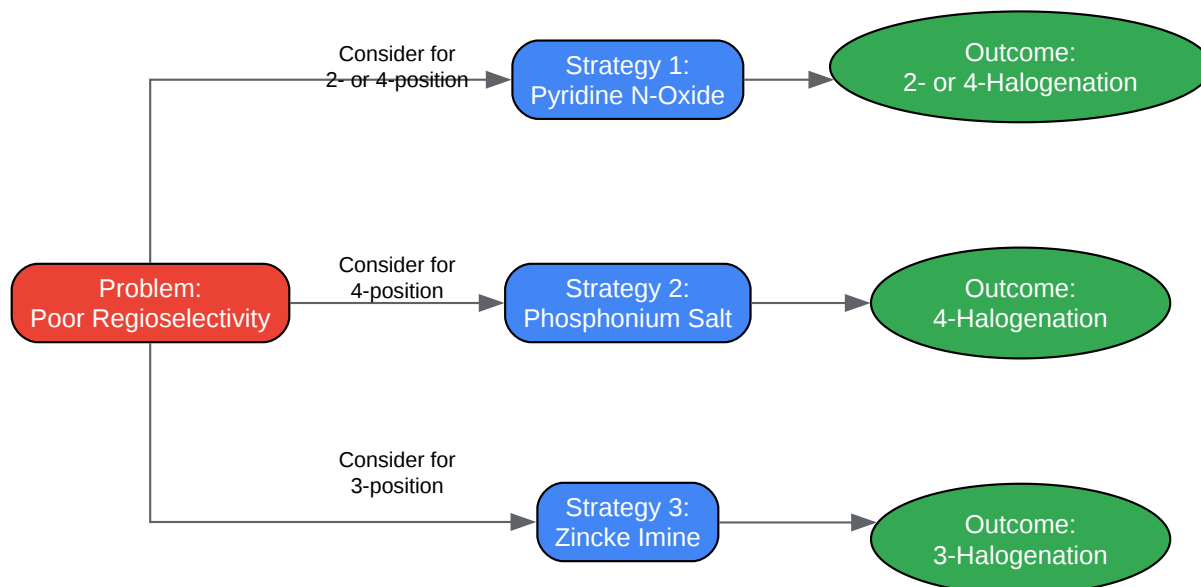 Consider for
2- or 4-position
Strategy 1:
Pyridine N-Oxide
Outcome:
2- or 4-Halogenation
Problem:
Poor Regioselectivity
Consider for
4-position
Strategy 2:
Phosphonium Salt
Outcome:
4-Halogenation
Consider for
3-position
Strategy 3:
Zincke Imine
Outcome:
3-Halogenation